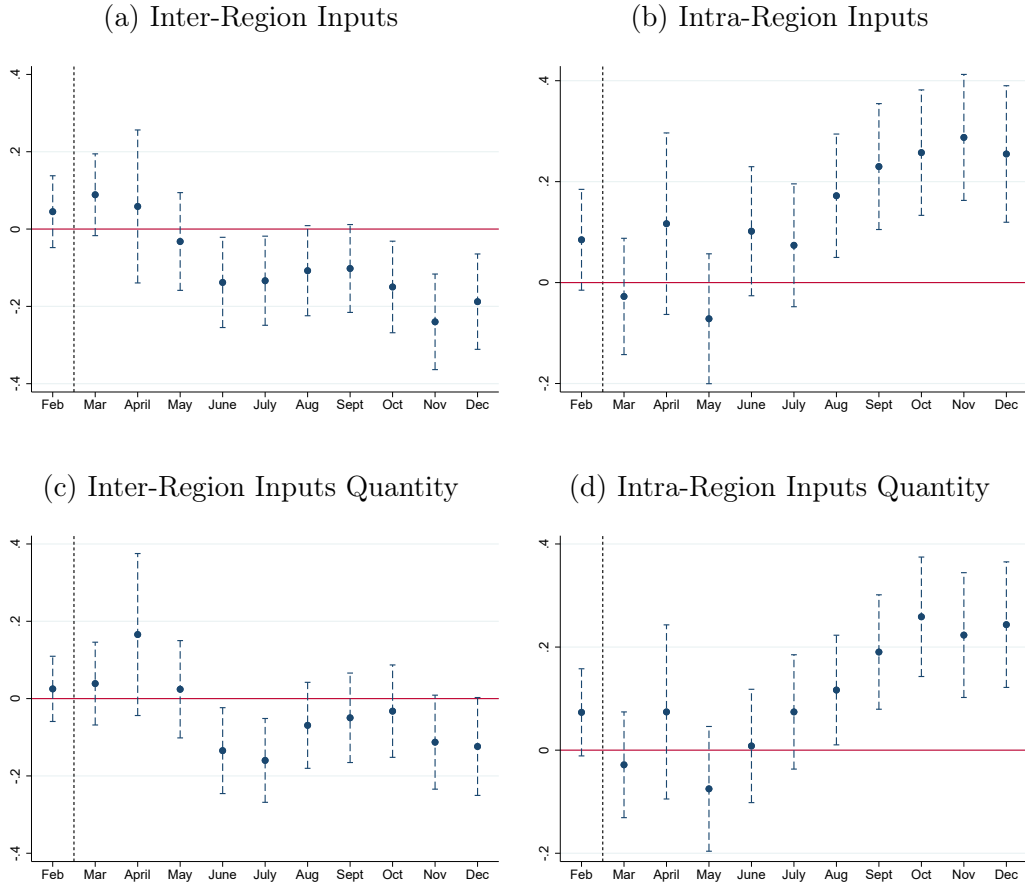 (a) Inter-Region Inputs
.4
.2
0
-.2
-.4
Feb Mar April May June July Aug Sept Oct Nov Dec
(b) Intra-Region Inputs
.4
.2
0
-.2
Feb Mar April May June July Aug Sept Oct Nov Dec
(c) Inter-Region Inputs Quantity
.4
.2
0
-.2
-.4
Feb Mar April May June July Aug Sept Oct Nov Dec
(d) Intra-Region Inputs Quantity
.4
.2
0
-.2
Feb Mar April May June July Aug Sept Oct Nov Dec